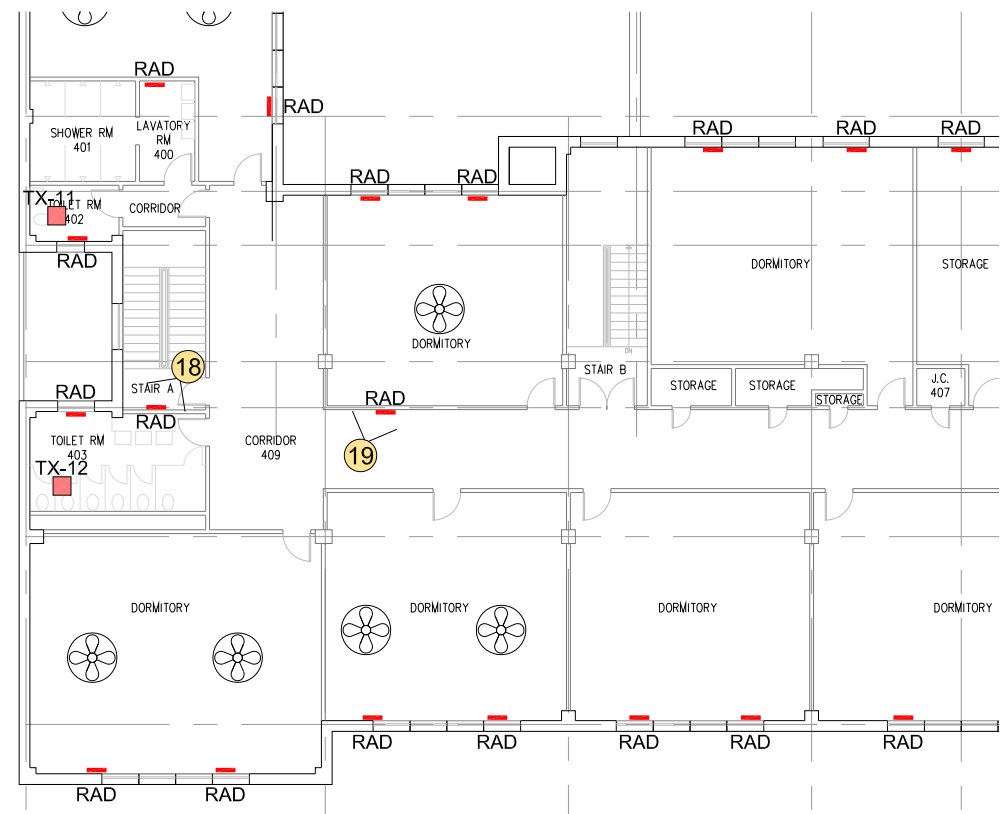 RAD
RAD
SHOWER RM
401
LAVATORY
RM
400
RAD
RAD
RAD
RAD
RAD
RAD
TX-11
TOILET RM
402
CORRIDOR
RAD
DORMITORY
STORAGE
DORMITORY
DN
18
STAIR A
STAIR B
STORAGE
STORAGE
STORAGE
J.C.
407
RAD
RAD
RAD
TOILET RM
403
TX-12
CORRIDOR
409
19
DORMITORY
DORMITORY
DORMITORY
DORMITORY
RAD
RAD
RAD
RAD
RAD
RAD
RAD